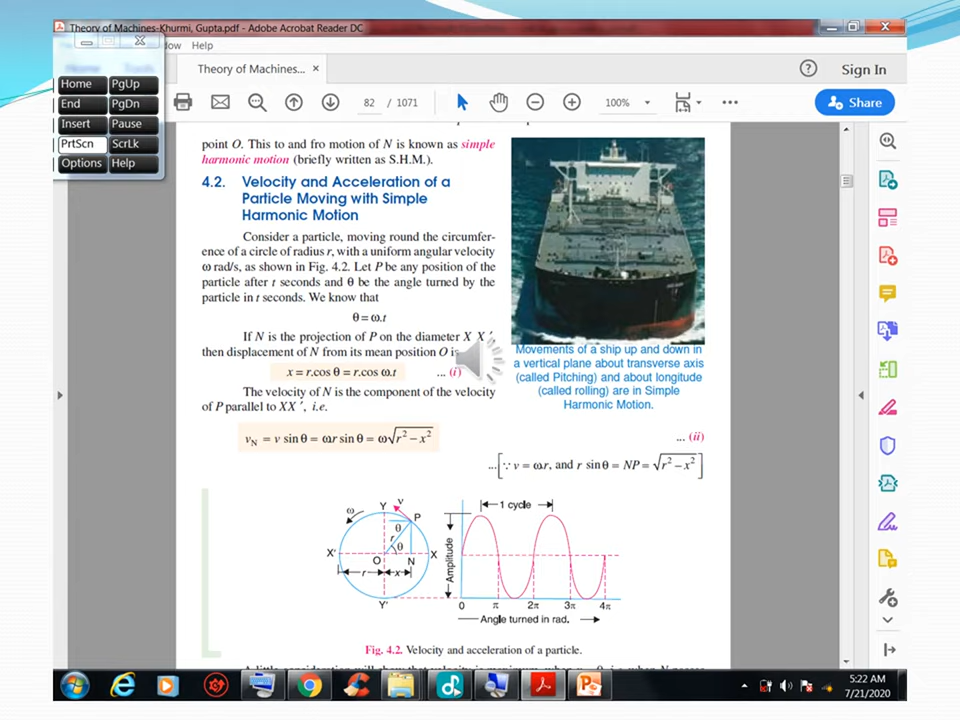 Theory of Machines-Khurmi, Gupta.pdf - Adobe Acrobat Reader DC
dow Help
Home PgUp
End PgDn
Insert Pause
PrtScn ScrLk
Options Help
Theory of Machines... ×
Sign In
82 / 1071
100%
Share
point O. This to and fro motion of N is known as simple
harmonic motion (briefly written as S.H.M.).
4.2. Velocity and Acceleration of a
Particle Moving with Simple
Harmonic Motion
Consider a particle, moving round the circumfer-
ence of a circle of radius r, with a uniform angular velocity
ω rad/s, as shown in Fig. 4.2. Let P be any position of the
particle after t seconds and θ be the angle turned by the
particle in t seconds. We know that
θ = ω.t
If N is the projection of P on the diameter X X′,
then displacement of N from its mean position O is
x = r.cos θ = r.cos ω.t ... (i)
The velocity of N is the component of the velocity
of P parallel to XX′, i.e.
vN = v sin θ = ω.r sin θ = ω√(r² – x²)
... (ii)
...[∵ v = ω.r, and r sin θ = NP = √(r² – x²)]
Movements of a ship up and down in
a vertical plane about transverse axis
(called Pitching) and about longitude
(called rolling) are in Simple
Harmonic Motion.
ω Y v P
θ
r θ
X′ O N X
r x
Y′
1 cycle
Amplitude
0 π 2π 3π 4π
Angle turned in rad.
Fig. 4.2. Velocity and acceleration of a particle.
5:22 AM
7/21/2020